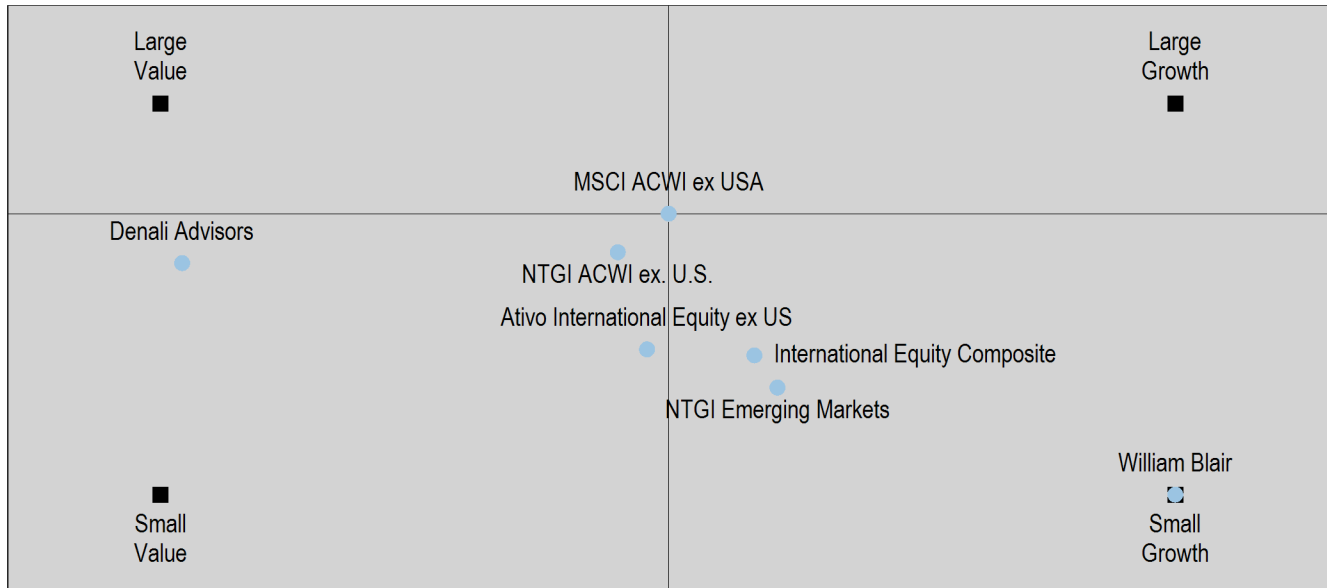 Large
Value
Large
Growth
MSCI ACWI ex USA
Denali Advisors
NTGI ACWI ex. U.S.
Ativo International Equity ex US
International Equity Composite
NTGI Emerging Markets
William Blair
Small
Value
Small
Growth